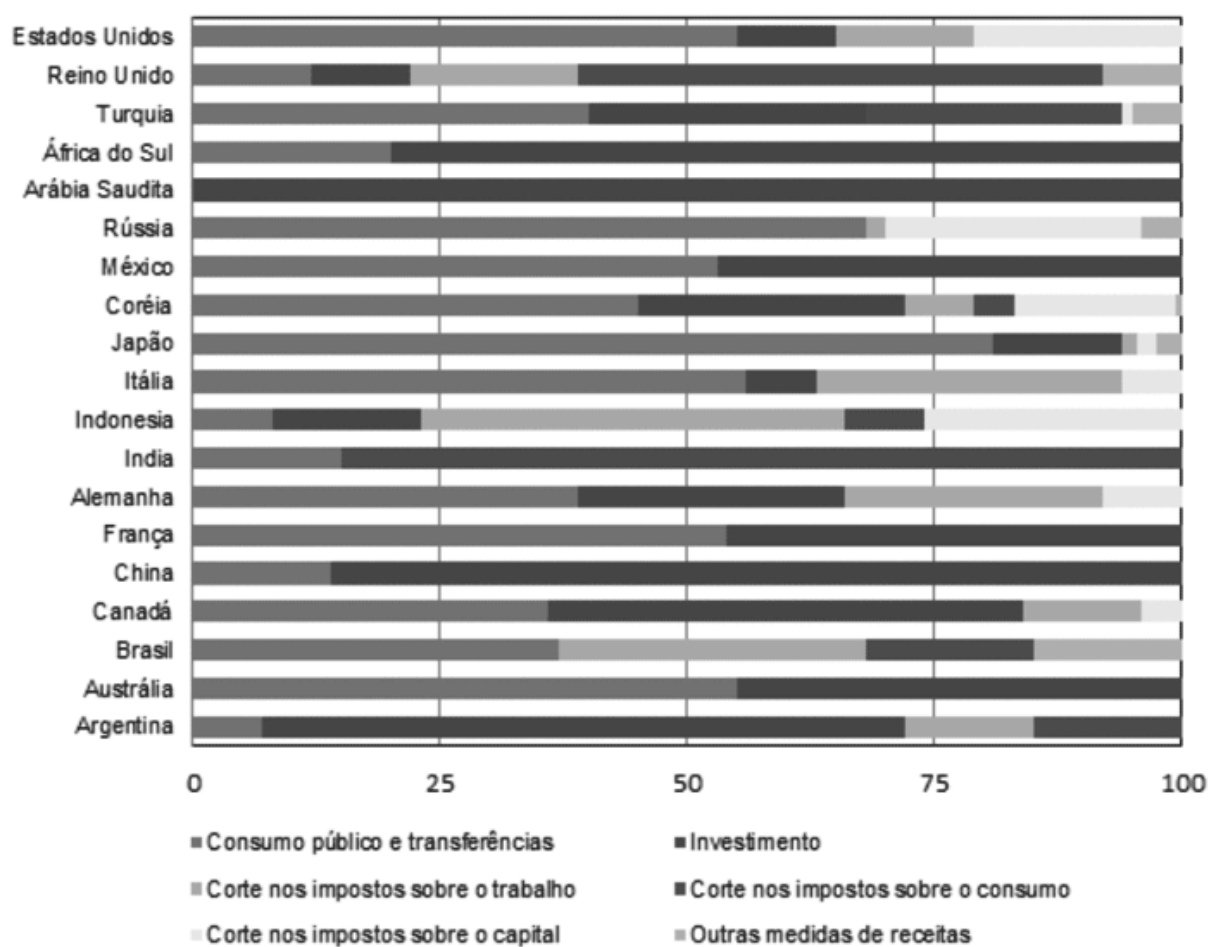 Estados Unidos
Reino Unido
Turquia
África do Sul
Arábia Saudita
Rússia
México
Coréia
Japão
Itália
Indonesia
India
Alemanha
França
China
Canadá
Brasil
Austrália
Argentina
0 25 50 75 100
Consumo público e transferências Investimento
Corte nos impostos sobre o trabalho Corte nos impostos sobre o consumo
Corte nos impostos sobre o capital Outras medidas de receitas